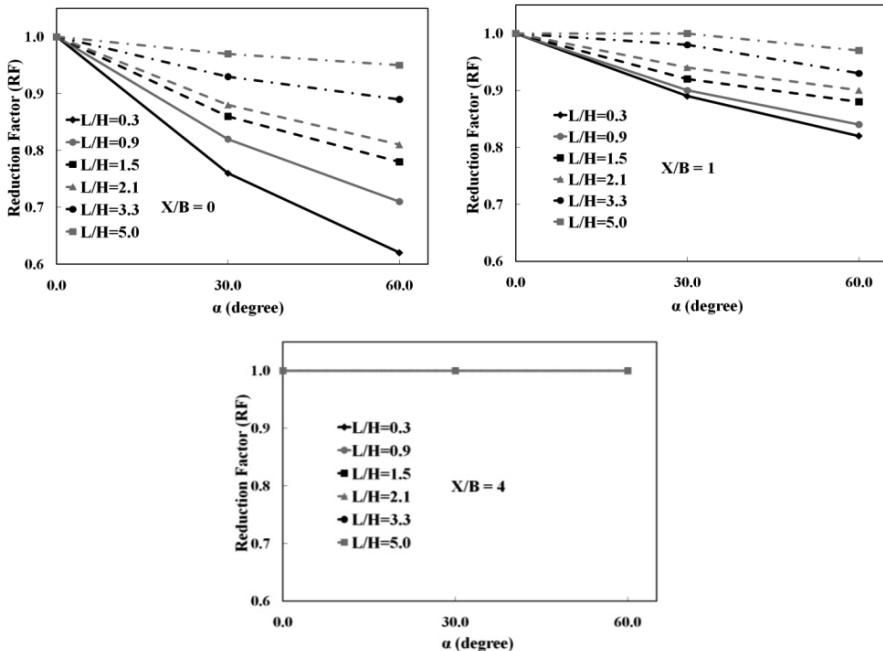 Reduction Factor (RF)
1.0
0.9
0.8
0.7
0.6
L/H=0.3
L/H=0.9
L/H=1.5
L/H=2.1
L/H=3.3
L/H=5.0
X/B = 0
0.0
30.0
60.0
α (degree)
Reduction Factor (RF)
1.0
0.9
0.8
0.7
0.6
L/H=0.3
L/H=0.9
L/H=1.5
L/H=2.1
L/H=3.3
L/H=5.0
X/B = 1
0.0
30.0
60.0
α (degree)
Reduction Factor (RF)
1.0
0.9
0.8
0.7
0.6
L/H=0.3
L/H=0.9
L/H=1.5
L/H=2.1
L/H=3.3
L/H=5.0
X/B = 4
0.0
30.0
60.0
α (degree)